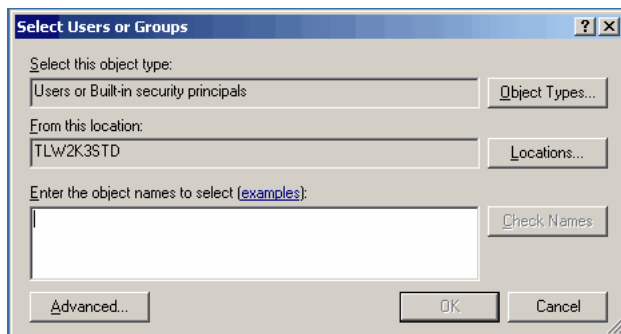 Select Users or Groups
Select this object type:
Users or Built-in security principals
Object Types...
From this location:
TLW2K3STD
Locations...
Enter the object names to select (examples):
Check Names
Advanced...
OK
Cancel